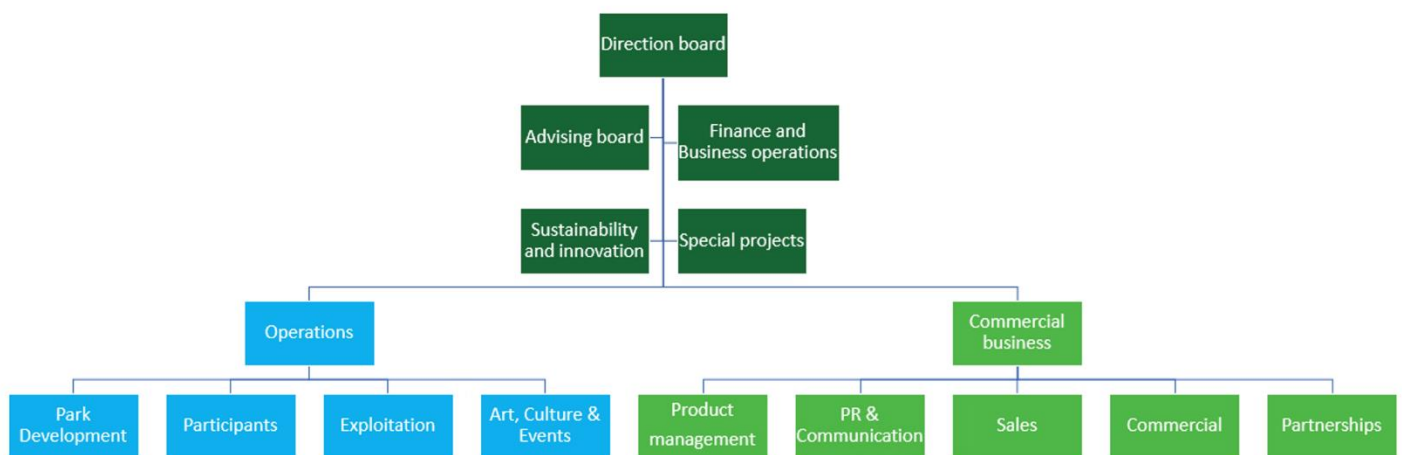 Direction board
Advising board
Finance and
Business operations
Sustainability
and innovation
Special projects
Operations
Commercial
business
Park
Development
Participants
Exploitation
Art, Culture &
Events
Product
management
PR &
Communication
Sales
Commercial
Partnerships